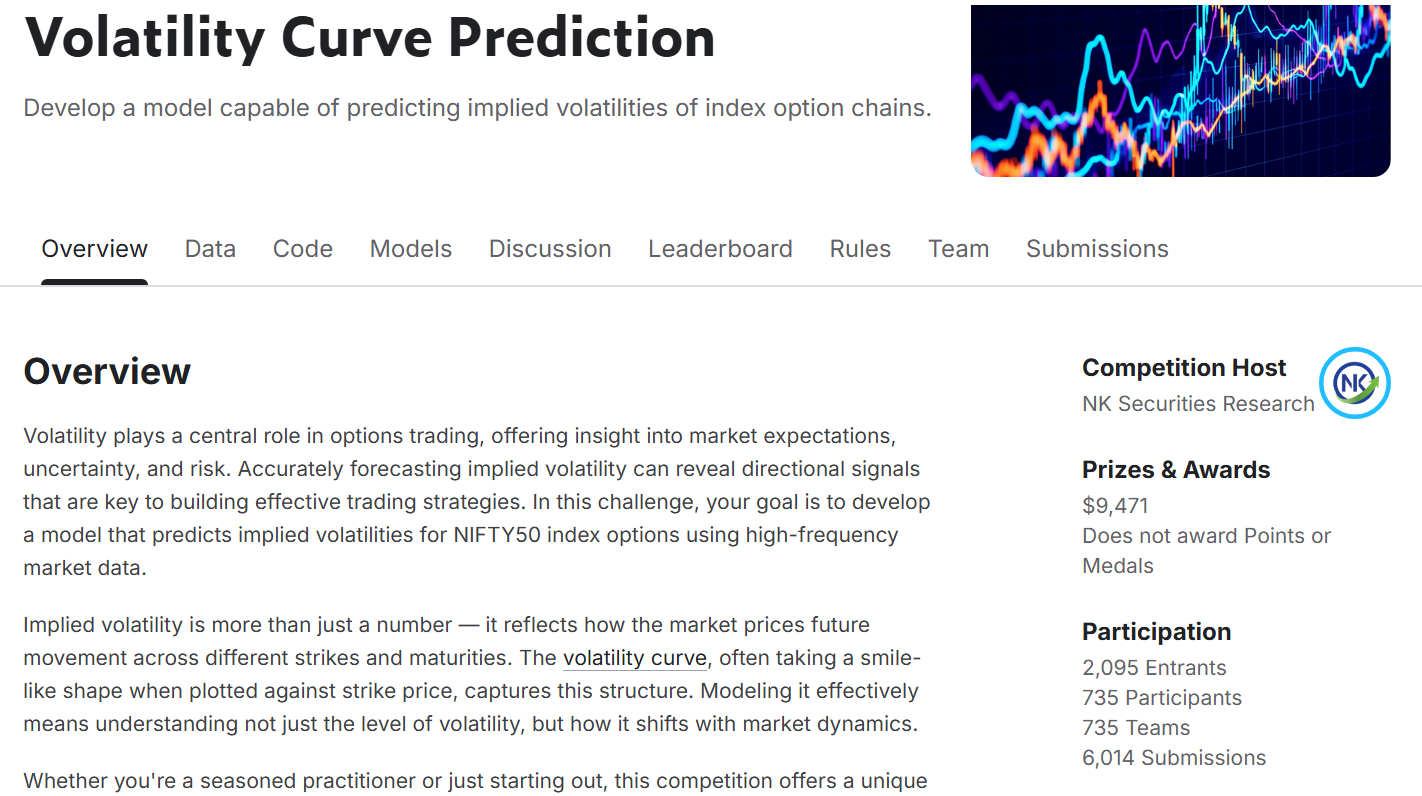 Volatility Curve Prediction
Develop a model capable of predicting implied volatilities of index option chains.
Overview Data Code Models Discussion Leaderboard Rules Team Submissions
Overview
Volatility plays a central role in options trading, offering insight into market expectations,
uncertainty, and risk. Accurately forecasting implied volatility can reveal directional signals
that are key to building effective trading strategies. In this challenge, your goal is to develop
a model that predicts implied volatilities for NIFTY50 index options using high-frequency
market data.
Implied volatility is more than just a number — it reflects how the market prices future
movement across different strikes and maturities. The volatility curve, often taking a smile-
like shape when plotted against strike price, captures this structure. Modeling it effectively
means understanding not just the level of volatility, but how it shifts with market dynamics.
Whether you're a seasoned practitioner or just starting out, this competition offers a unique
Competition Host
NK Securities Research
NK
Prizes & Awards
$9,471
Does not award Points or
Medals
Participation
2,095 Entrants
735 Participants
735 Teams
6,014 Submissions